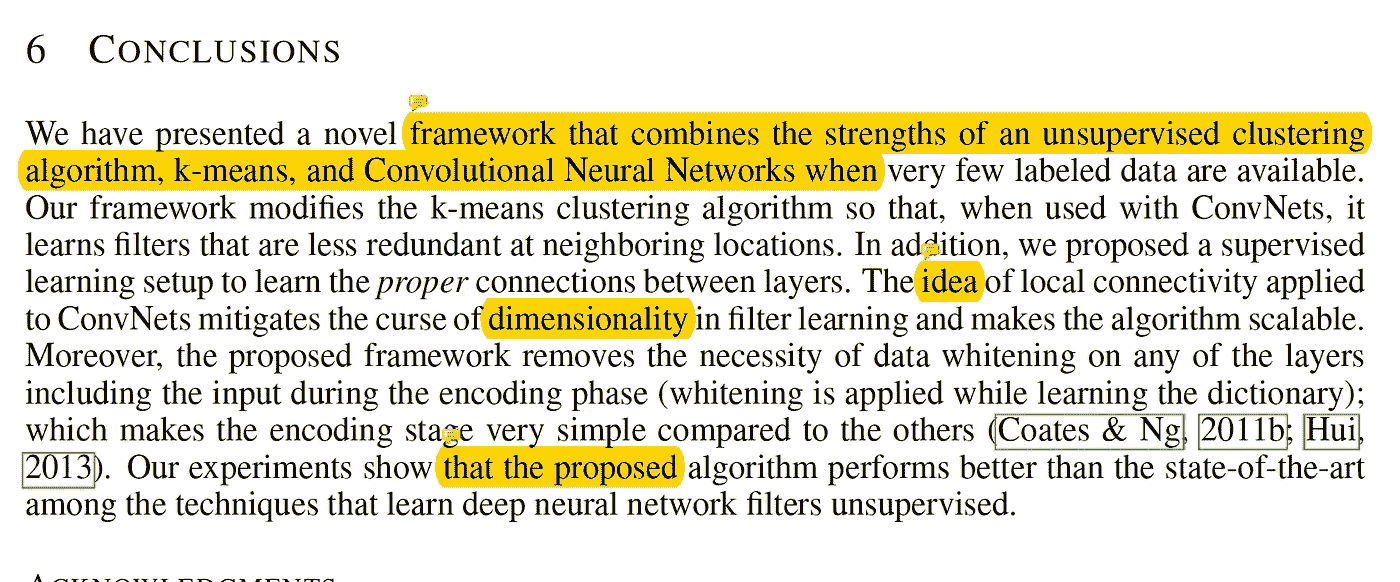 6 CONCLUSIONS
We have presented a novel framework that combines the strengths of an unsupervised clustering
algorithm, k-means, and Convolutional Neural Networks when very few labeled data are available.
Our framework modifies the k-means clustering algorithm so that, when used with ConvNets, it
learns filters that are less redundant at neighboring locations. In addition, we proposed a supervised
learning setup to learn the proper connections between layers. The idea of local connectivity applied
to ConvNets mitigates the curse of dimensionality in filter learning and makes the algorithm scalable.
Moreover, the proposed framework removes the necessity of data whitening on any of the layers
including the input during the encoding phase (whitening is applied while learning the dictionary);
which makes the encoding stage very simple compared to the others (Coates & Ng, 2011b; Hui,
2013). Our experiments show that the proposed algorithm performs better than the state-of-the-art
among the techniques that learn deep neural network filters unsupervised.
ACKNOWLEDGMENTS